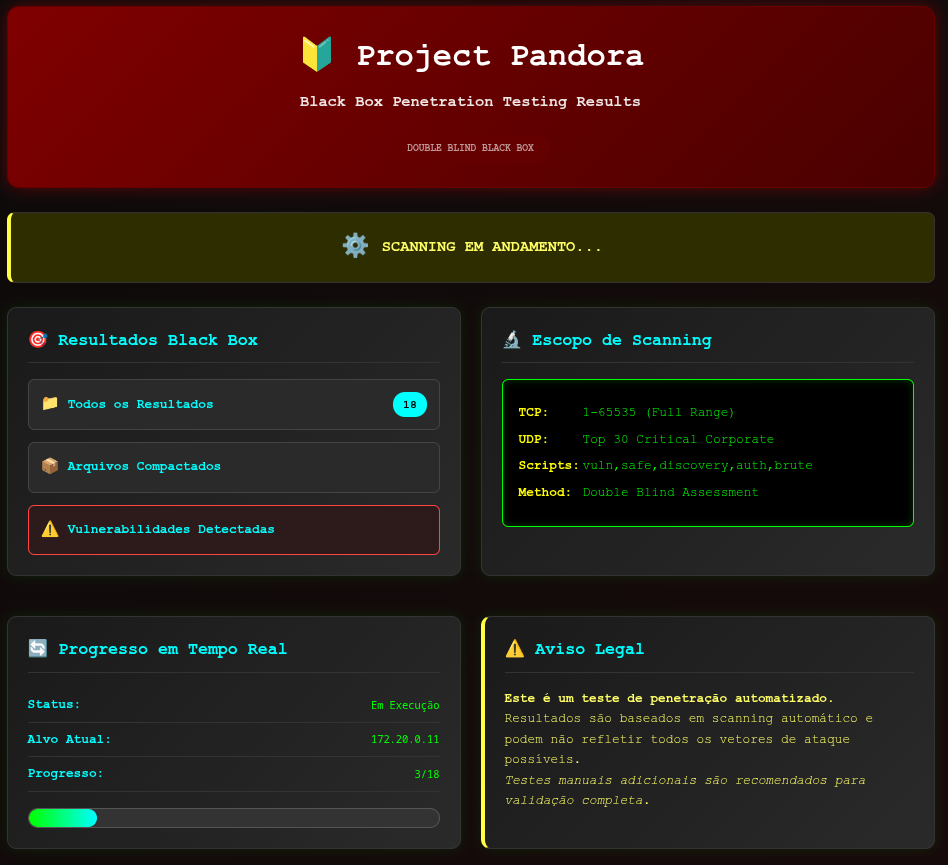 Project Pandora
Black Box Penetration Testing Results
DOUBLE BLIND BLACK BOX
SCANNING EM ANDAMENTO...
Resultados Black Box
Todos os Resultados 18
Arquivos Compactados
Vulnerabilidades Detectadas
Escopo de Scanning
TCP: 1-65535 (Full Range)
UDP: Top 30 Critical Corporate
Scripts: vuln,safe,discovery,auth,brute
Method: Double Blind Assessment
Progresso em Tempo Real
Status: Em Execução
Alvo Atual: 172.20.0.11
Progresso: 3/18
Aviso Legal
Este é um teste de penetração automatizado.
Resultados são baseados em scanning automático e
podem não refletir todos os vetores de ataque
possíveis.
Testes manuais adicionais são recomendados para
validação completa.